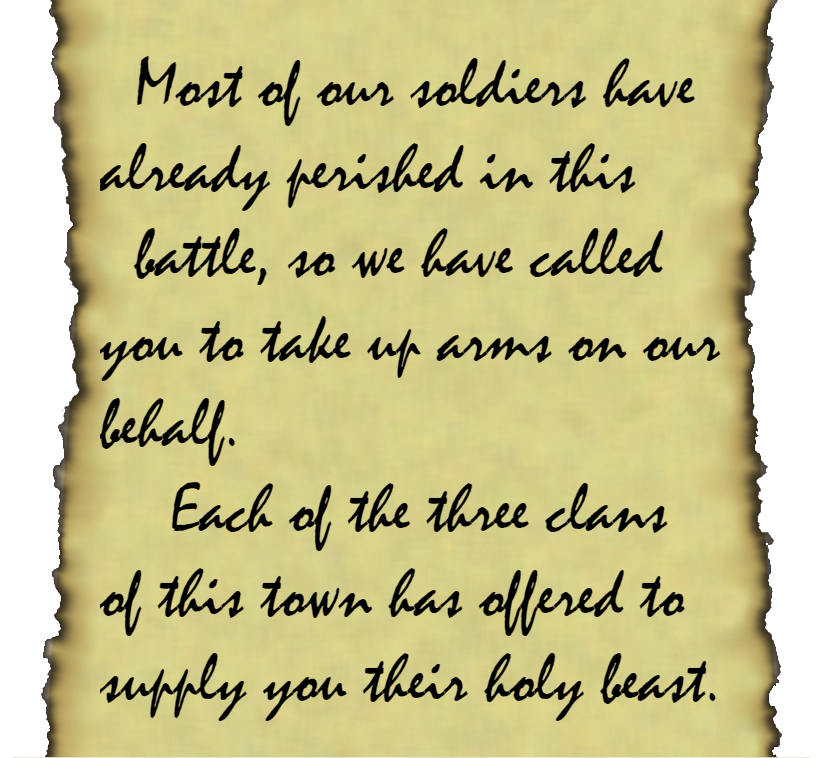 Most of our soldiers have
already perished in this
battle, so we have called
you to take up arms on our
behalf.
Each of the three clans
of this town has offered to
supply you their holy beast.